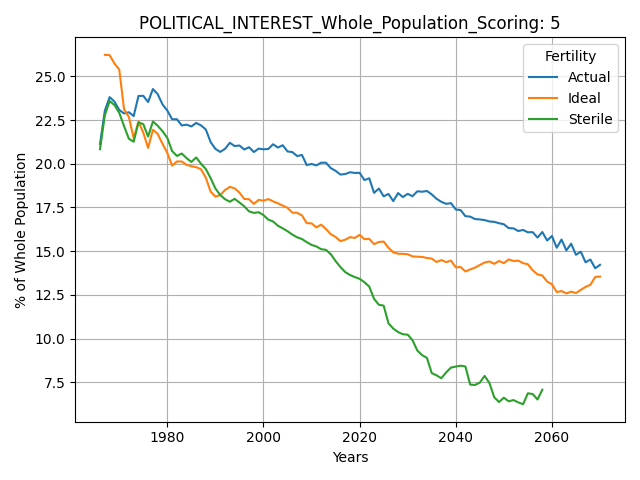 POLITICAL_INTEREST_Whole_Population_Scoring: 5
Fertility
Actual
Ideal
Sterile
% of Whole Population
25.0
22.5
20.0
17.5
15.0
12.5
10.0
7.5
1980 2000 2020 2040 2060
Years